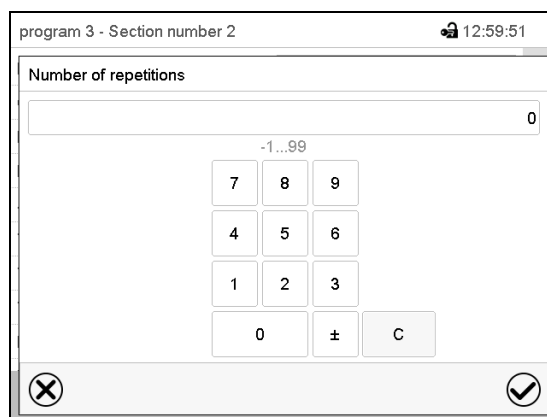 program 3 - Section number 2 12:59:51
Number of repetitions
0
-1...99
7 8 9
4 5 6
1 2 3
0 ± C